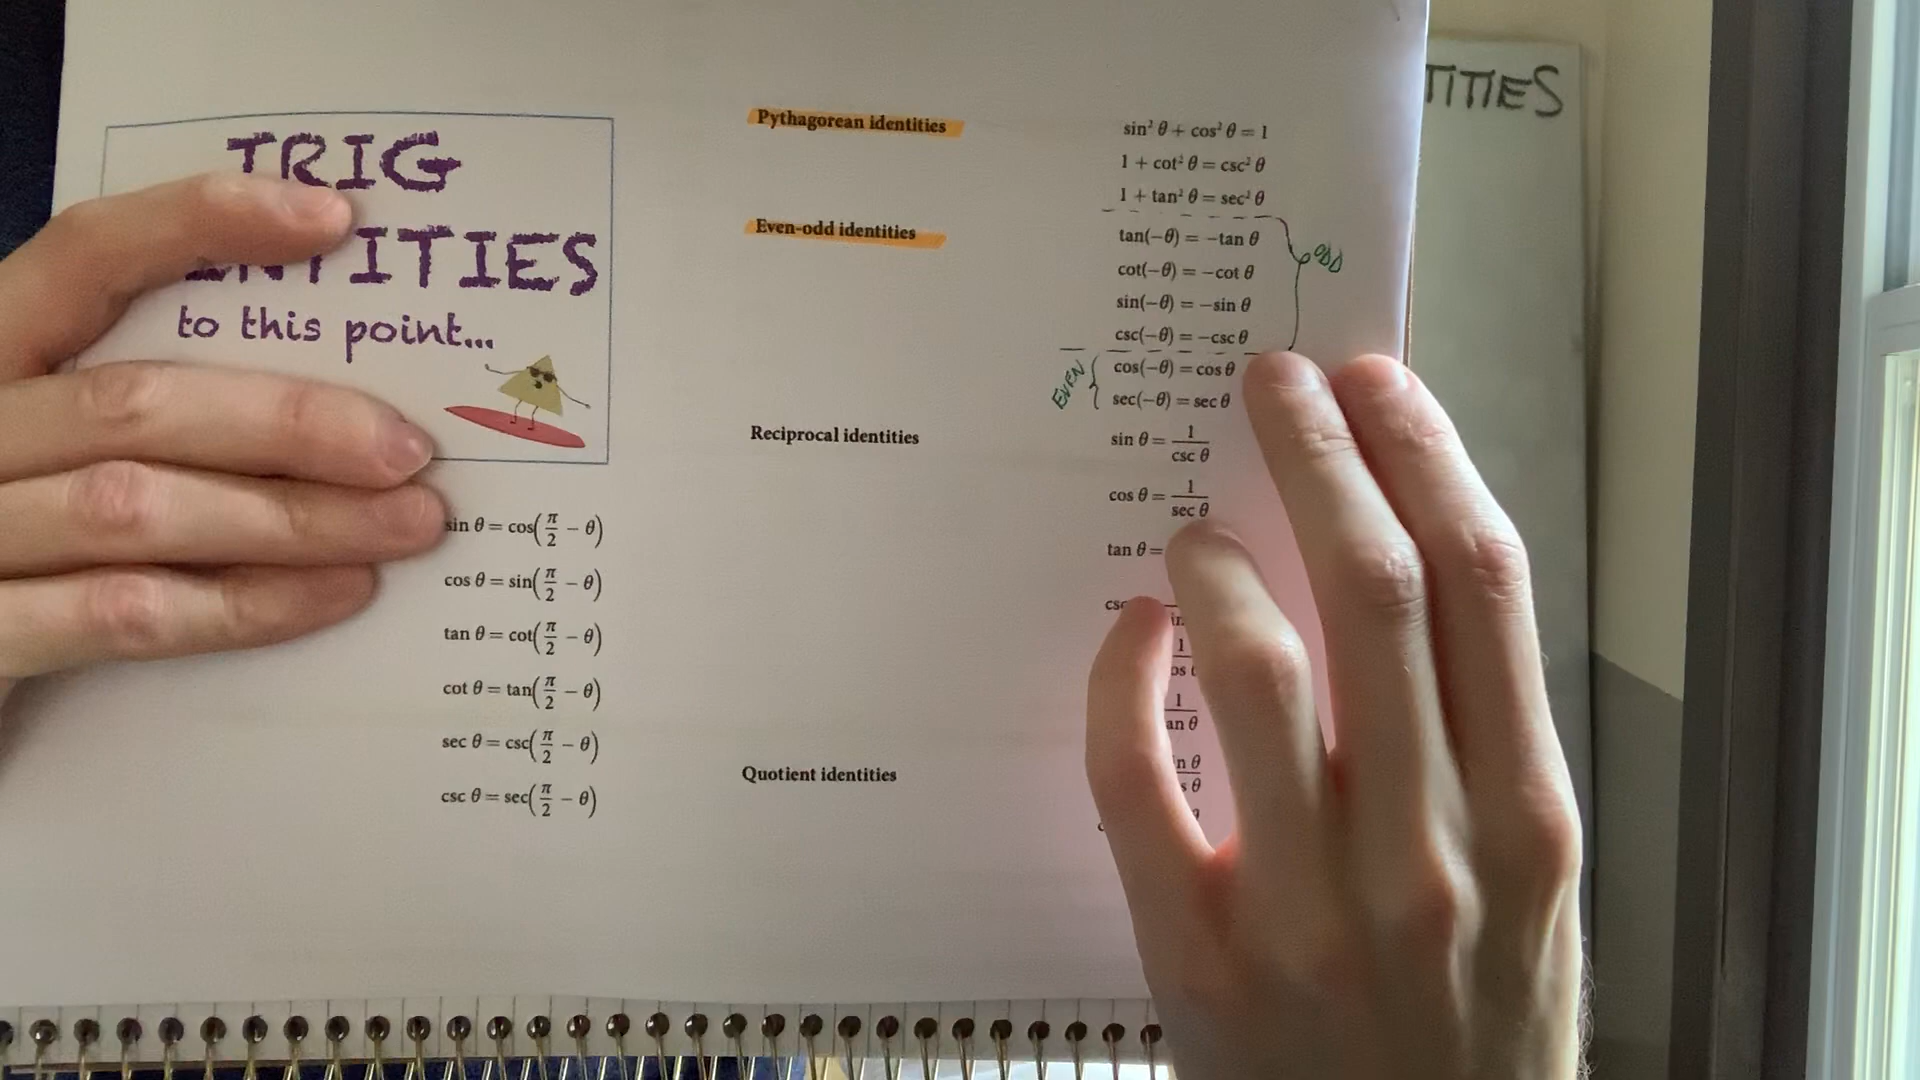 TRIG
ITIES
to this point...
sin θ = cos(π/2 − θ)
cos θ = sin(π/2 − θ)
tan θ = cot(π/2 − θ)
cot θ = tan(π/2 − θ)
sec θ = csc(π/2 − θ)
csc θ = sec(π/2 − θ)
Pythagorean identities
sin² θ + cos² θ = 1
1 + cot² θ = csc² θ
1 + tan² θ = sec² θ
Even-odd identities
tan(−θ) = −tan θ
cot(−θ) = −cot θ
sin(−θ) = −sin θ
csc(−θ) = −csc θ
ODD
cos(−θ) = cos θ
sec(−θ) = sec θ
EVEN
Reciprocal identities
sin θ = 1/csc θ
cos θ = 1/sec θ
tan θ =
Quotient identities
TITIES